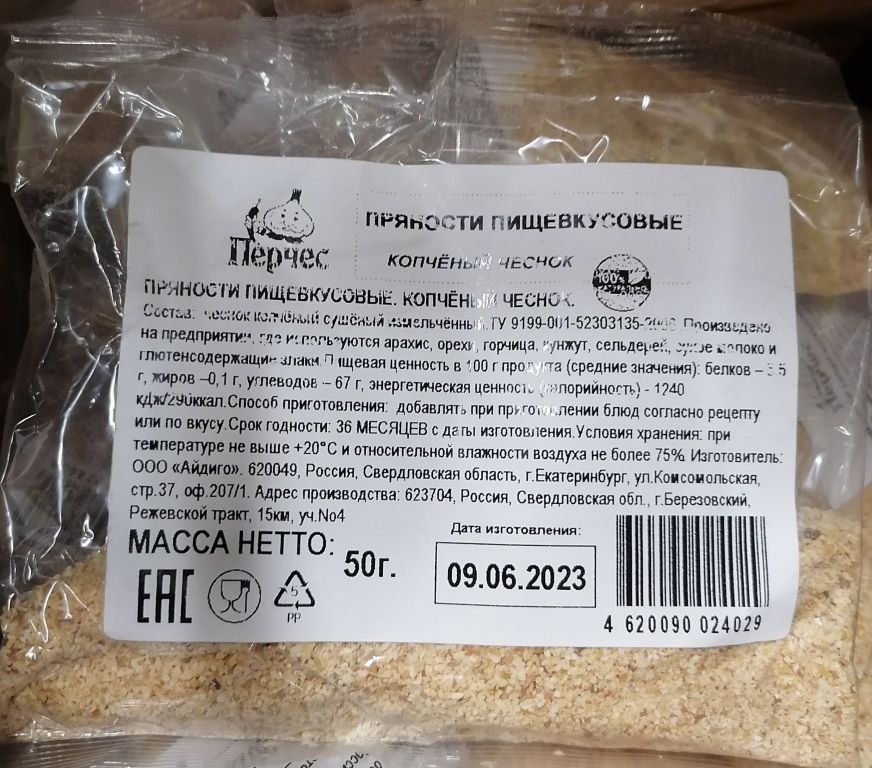 Перчес
ПРЯНОСТИ ПИЩЕВКУСОВЫЕ
КОПЧЁНЫЙ ЧЕСНОК
100%
ПРЯНОСТИ ПИЩЕВКУСОВЫЕ. КОПЧЁНЫЙ ЧЕСНОК.
Состав: чеснок копчёный сушёный измельчённый. ТУ 9199-001-52303135- Произведено
на предприятии, где используются арахис, орехи, горчица, кунжут, сельдерей, сухое молоко и
глютенсодержащие злаки. Пищевая ценность в 100 г продукта (средние значения): белков –
г, жиров –0,1 г, углеводов – 67 г, энергетическая ценность (калорийность) - 1240
кДж/290ккал.Способ приготовления: добавлять при приготовлении блюд согласно рецепту
или по вкусу.Срок годности: 36 МЕСЯЦЕВ с даты изготовления.Условия хранения: при
температуре не выше +20°С и относительной влажности воздуха не более 75%. Изготовитель:
ООО «Айдиго». 620049, Россия, Свердловская область, г.Екатеринбург, ул.Комсомольская,
стр.37, оф.207/1. Адрес производства: 623704, Россия, Свердловская обл., г.Березовский,
Режевской тракт, 15км, уч.№4
МАССА НЕТТО: 50г.
Дата изготовления:
09.06.2023
EAC
5
PP
4 620090 024029